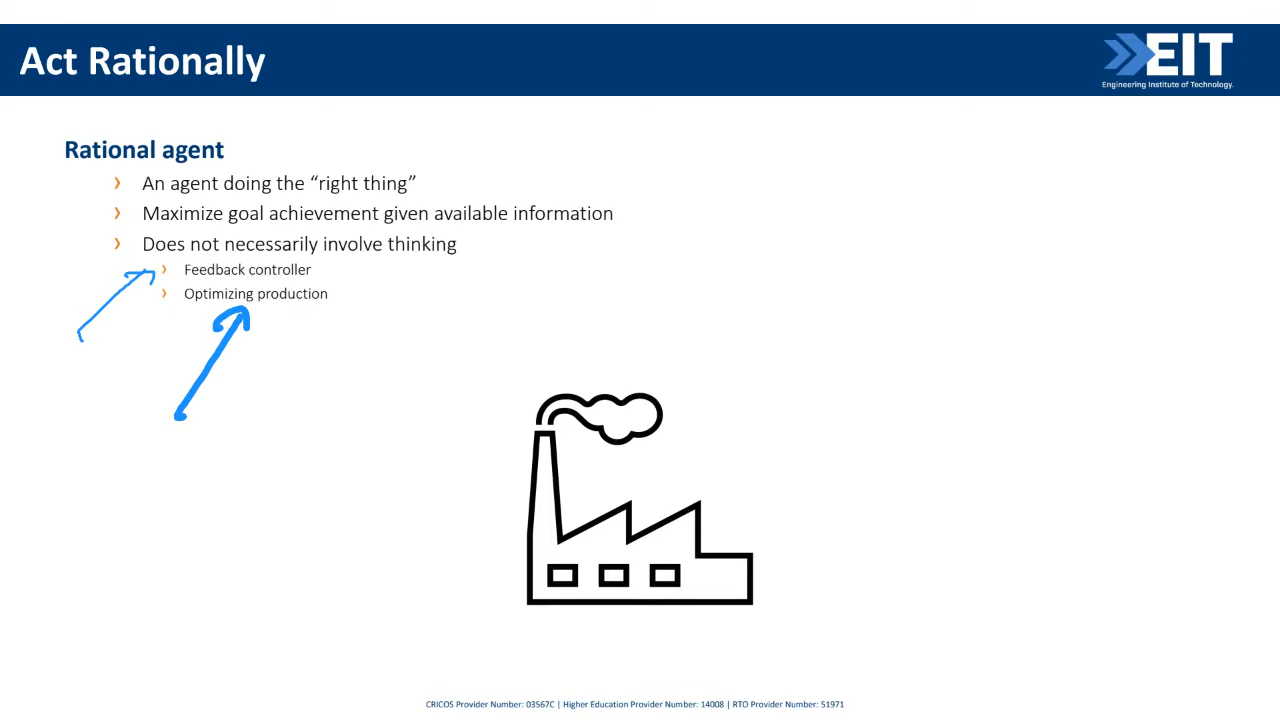 Act Rationally
EIT
Engineering Institute of Technology.
Rational agent
› An agent doing the “right thing”
› Maximize goal achievement given available information
› Does not necessarily involve thinking
› Feedback controller
› Optimizing production
CRICOS Provider Number: 03567C | Higher Education Provider Number: 14008 | RTO Provider Number: 51971